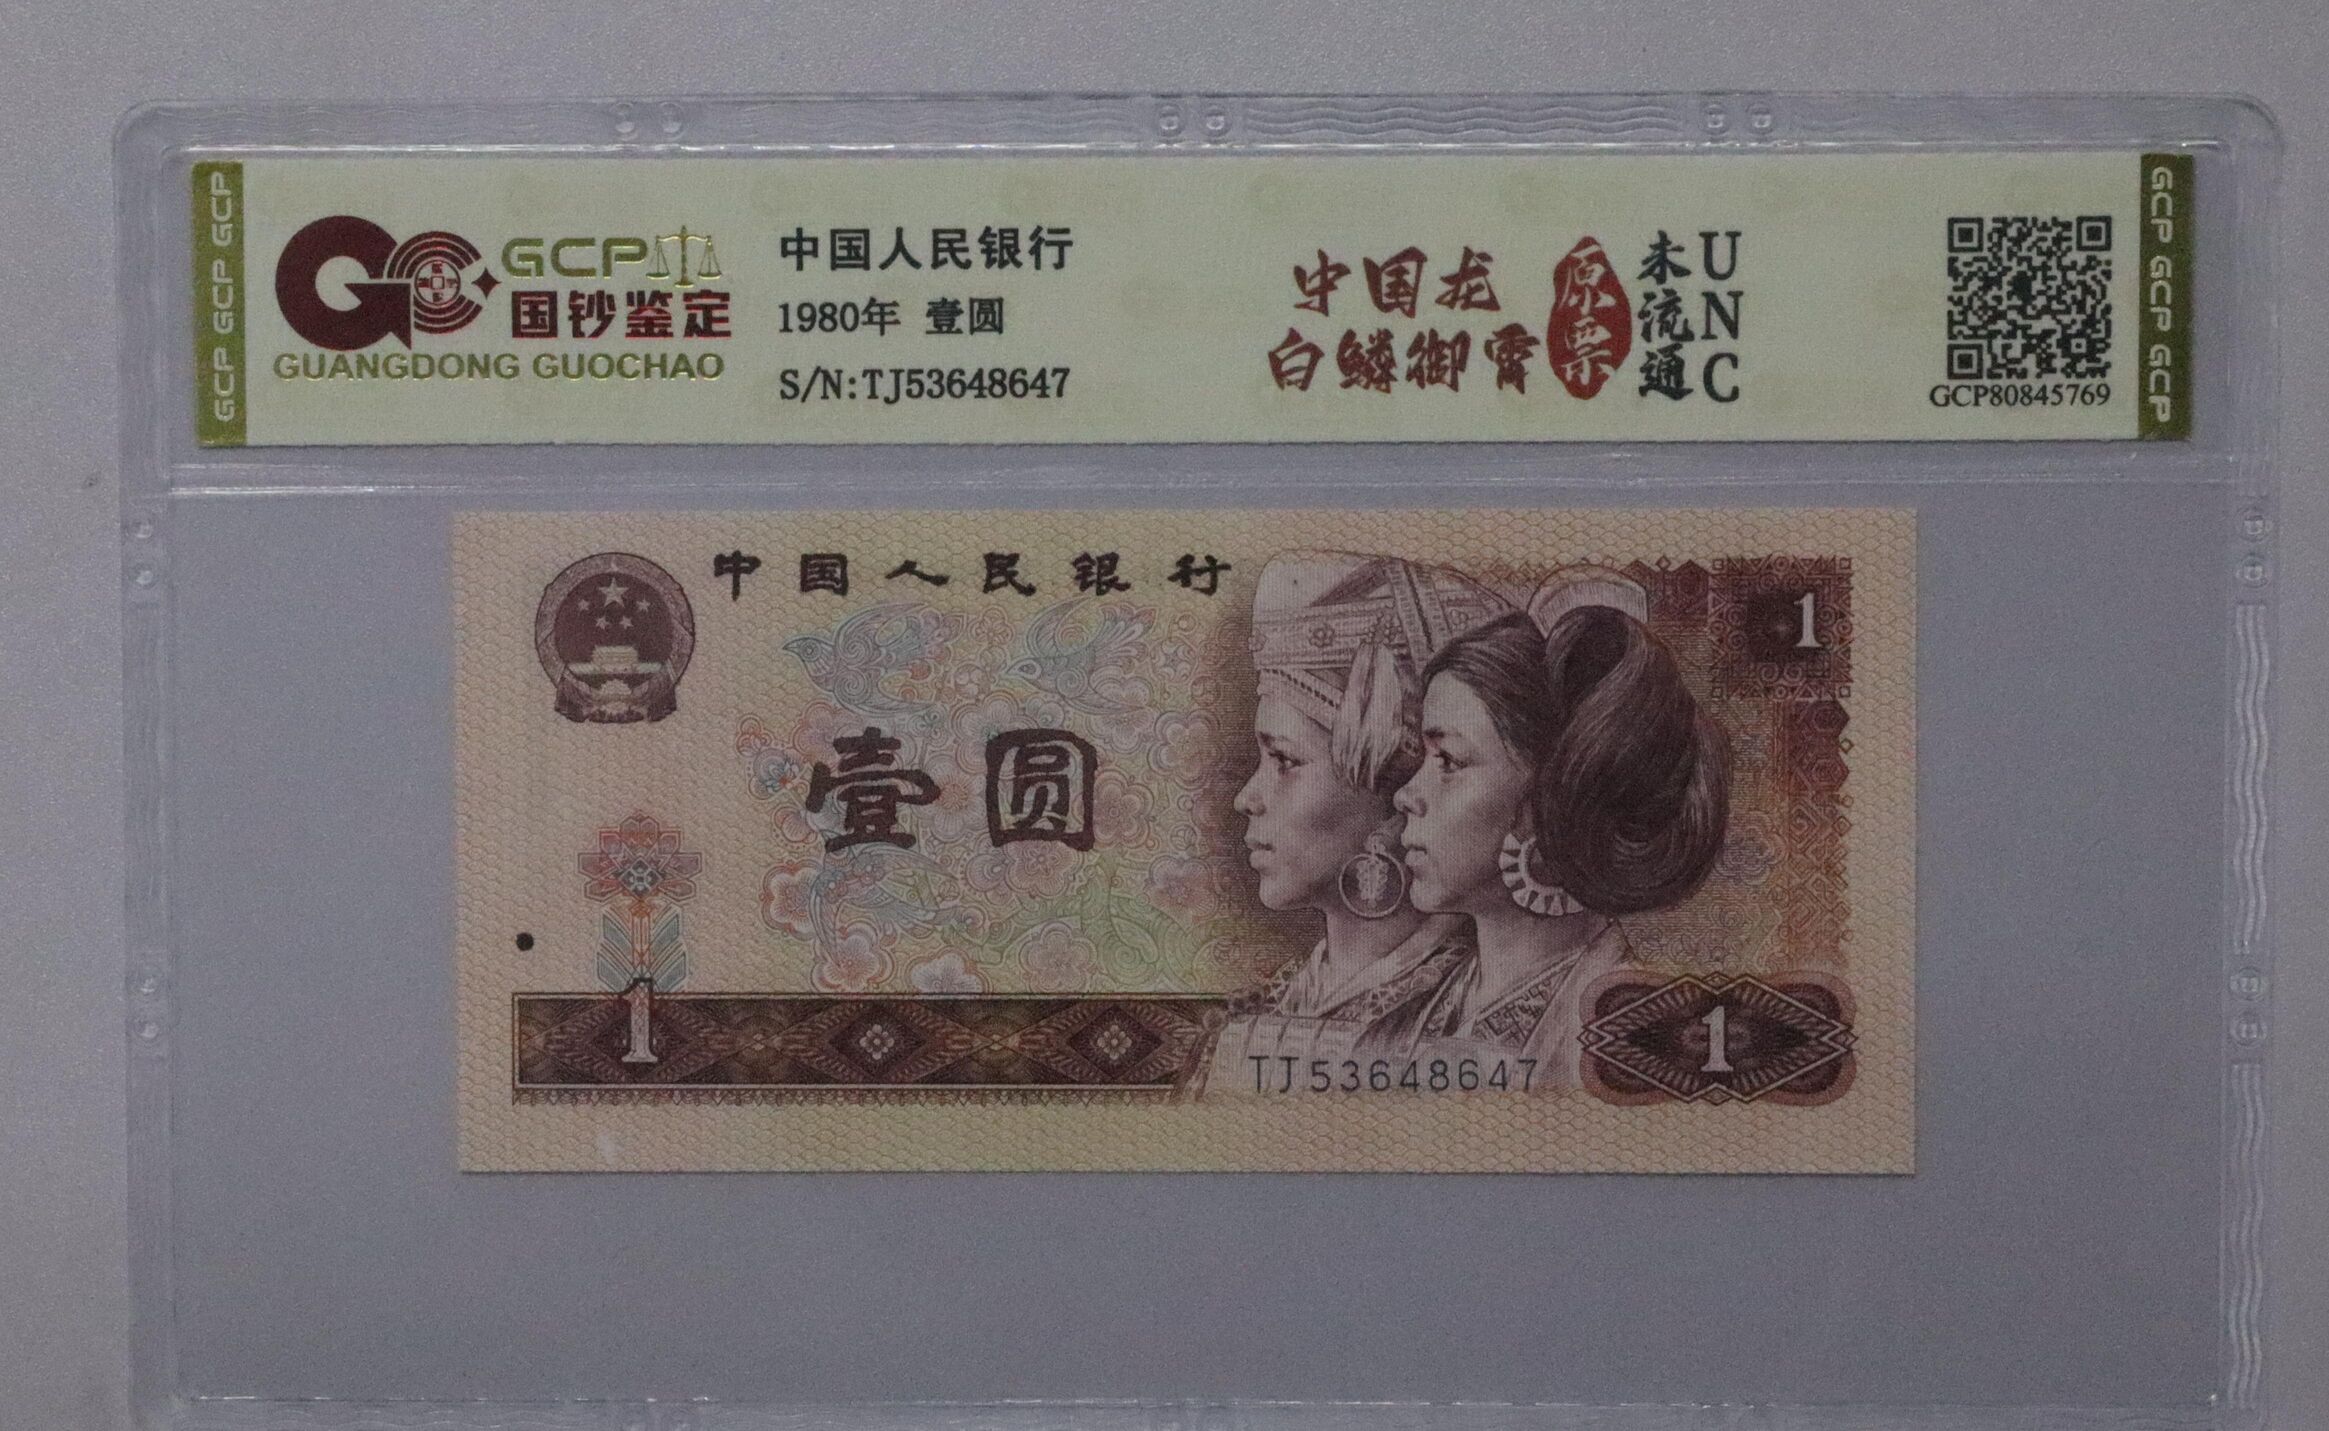 GCP GCP GCP
GCP
国钞鉴定
GUANGDONG GUOCHAO
中国人民银行
1980年 壹圆
S/N:TJ53648647
中国龙
白鳞御霄
原票
未流通
UNC
GCP80845769
GCP GCP GCP
中国人民银行
1
壹圆
1
1
TJ53648647